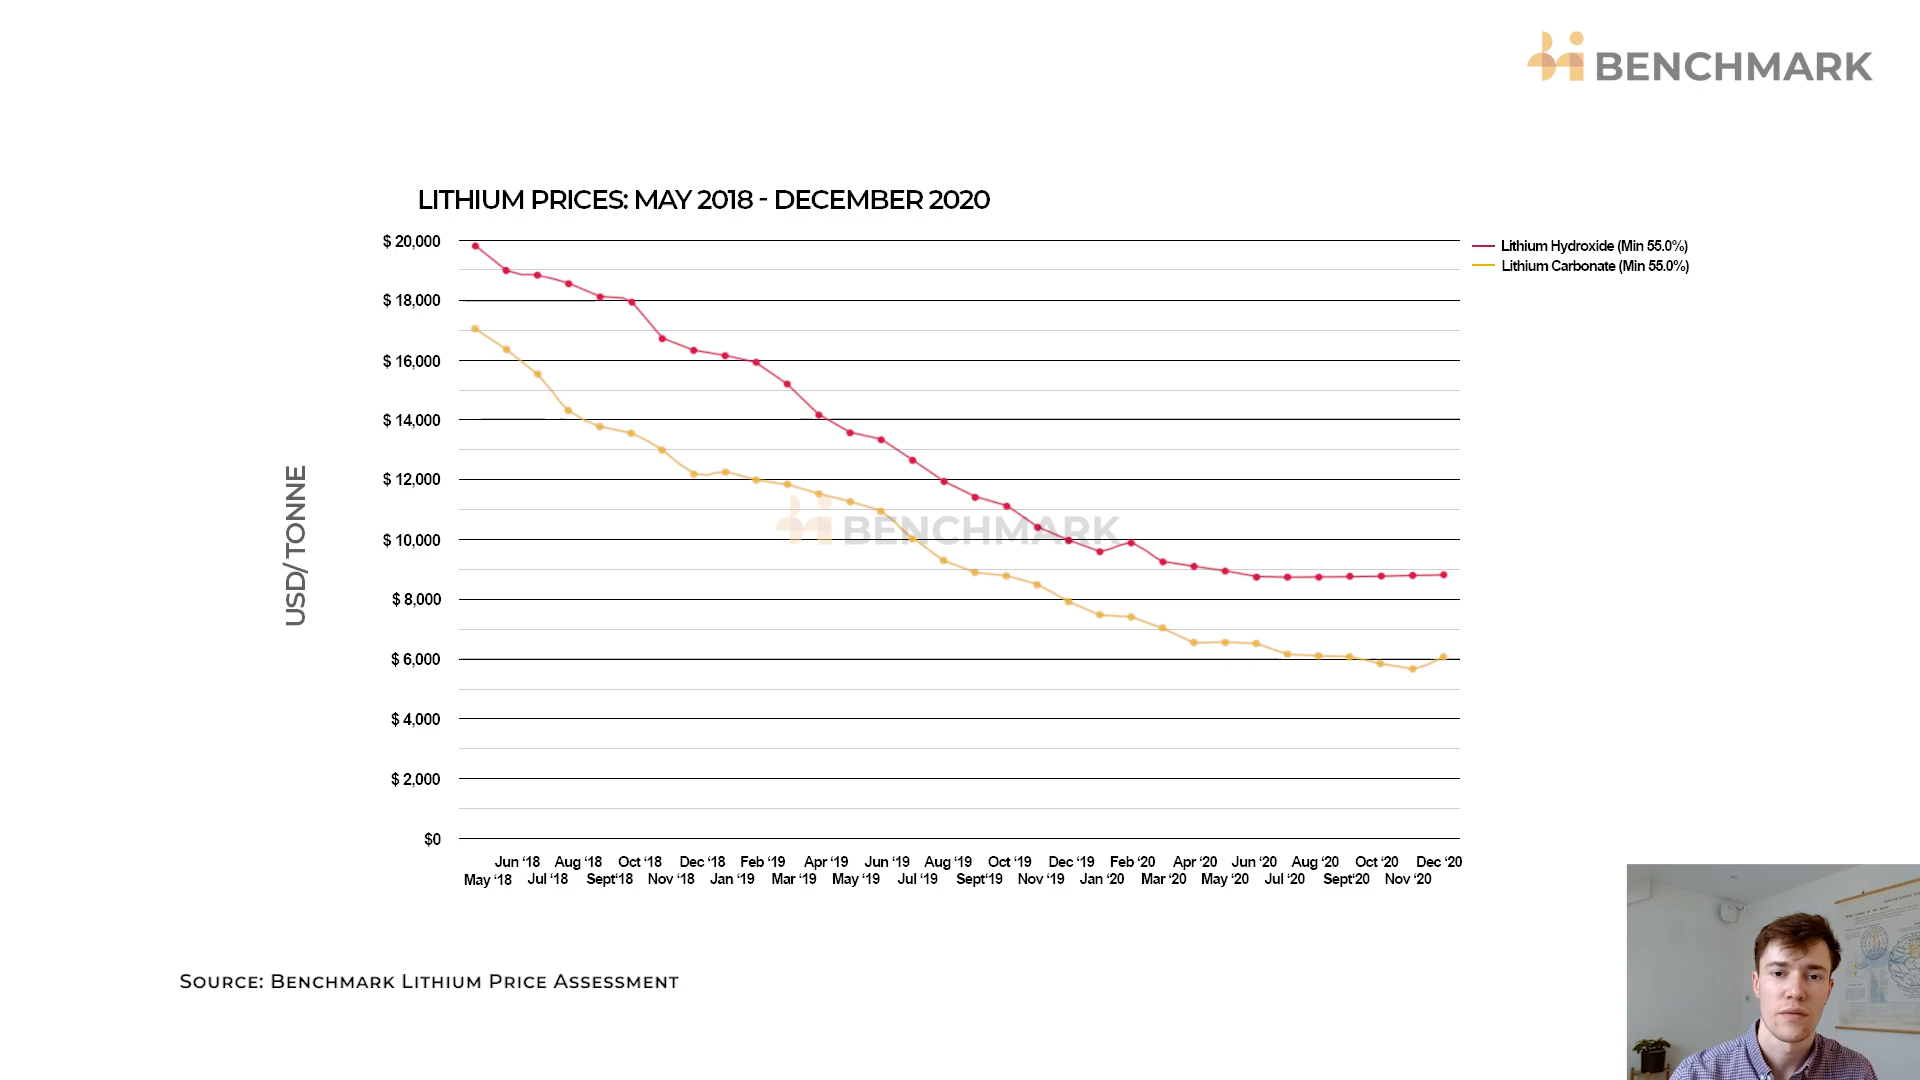 BENCHMARK
LITHIUM PRICES: MAY 2018 - DECEMBER 2020
$ 20,000
$ 18,000
$ 16,000
$ 14,000
$ 12,000
$ 10,000
$ 8,000
$ 6,000
$ 4,000
$ 2,000
$0
USD/TONNE
Lithium Hydroxide (Min 55.0%)
Lithium Carbonate (Min 55.0%)
BENCHMARK
Jun ‘18 Aug ‘18 Oct ‘18 Dec ‘18 Feb ‘19 Apr ‘19 Jun ‘19 Aug ‘19 Oct ‘19 Dec ‘19 Feb ‘20 Apr ‘20 Jun ‘20 Aug ‘20 Oct ‘20 Dec ‘20
May ‘18 Jul ‘18 Sept‘18 Nov ‘18 Jan ‘19 Mar ‘19 May ‘19 Jul ‘19 Sept‘19 Nov ‘19 Jan ‘20 Mar ‘20 May ‘20 Jul ‘20 Sept‘20 Nov ‘20
SOURCE: BENCHMARK LITHIUM PRICE ASSESSMENT